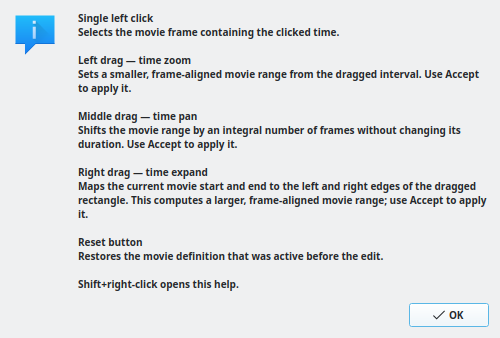 Single left click
Selects the movie frame containing the clicked time.
Left drag — time zoom
Sets a smaller, frame-aligned movie range from the dragged interval. Use Accept
to apply it.
Middle drag — time pan
Shifts the movie range by an integral number of frames without changing its
duration. Use Accept to apply it.
Right drag — time expand
Maps the current movie start and end to the left and right edges of the dragged
rectangle. This computes a larger, frame-aligned movie range; use Accept to apply
it.
Reset button
Restores the movie definition that was active before the edit.
Shift+right-click opens this help.
OK